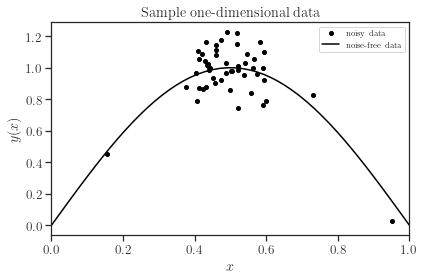 Sample one-dimensional data
noisy data
noise-free data
y(x)
1.2
1.0
0.8
0.6
0.4
0.2
0.0
0.0 0.2 0.4 0.6 0.8 1.0
x